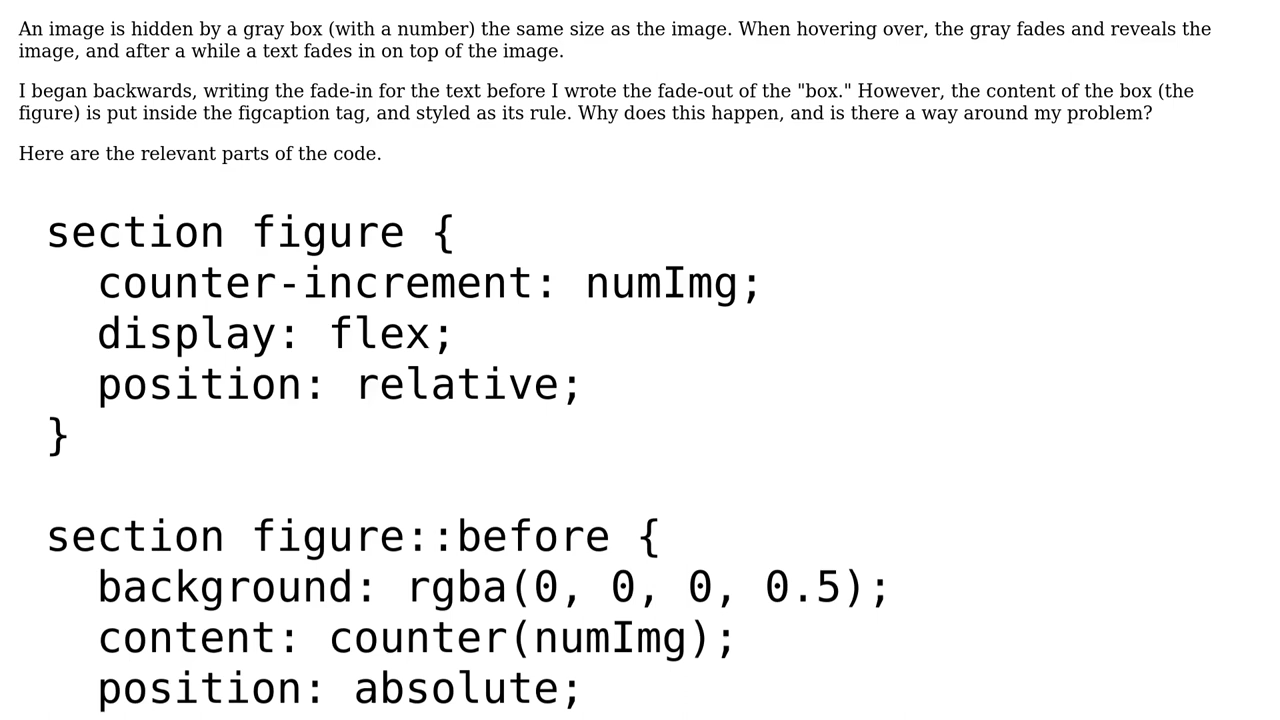 An image is hidden by a gray box (with a number) the same size as the image. When hovering over, the gray fades and reveals the
image, and after a while a text fades in on top of the image.
I began backwards, writing the fade-in for the text before I wrote the fade-out of the "box." However, the content of the box (the
figure) is put inside the figcaption tag, and styled as its rule. Why does this happen, and is there a way around my problem?
Here are the relevant parts of the code.
section figure {
  counter-increment: numImg;
  display: flex;
  position: relative;
}
section figure::before {
  background: rgba(0, 0, 0, 0.5);
  content: counter(numImg);
  position: absolute;